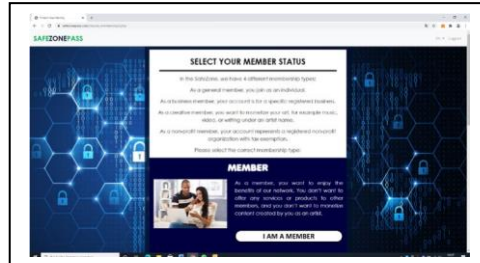 SAFEZONEPASS
SELECT YOUR MEMBER STATUS
In the SafeZone, we have 4 different membership types:
As a general member, you join as an individual.
As a business member, your account is for a specific registered business.
As a creative member, you want to monetize your art, for example music,
video, or writing under an artist name.
As a nonprofit member, your account represents a registered nonprofit
organization with tax exemption.
Please select the correct membership type:
MEMBER
As a member, you want to enjoy the
benefits of our network. You don't want to
offer any services or products to other
members, and you don't want to monetize
content created by you as an artist.
I AM A MEMBER